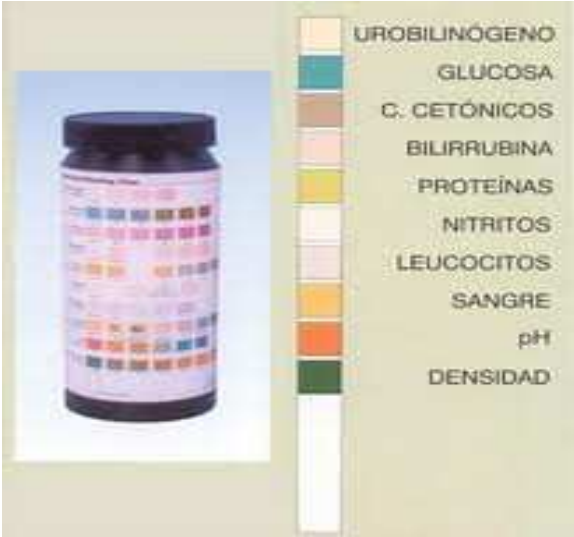 UROBILINÓGENO
GLUCOSA
C. CETÓNICOS
BILIRRUBINA
PROTEÍNAS
NITRITOS
LEUCOCITOS
SANGRE
pH
DENSIDAD